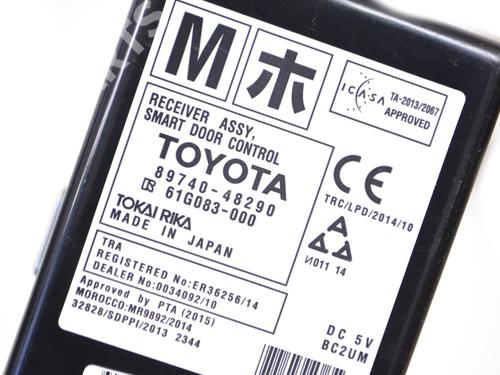 M ホ
ICASA TA-2013/2067
APPROVED
RECEIVER ASSY,
SMART DOOR CONTROL
TOYOTA
89740-48290
61G083-000
TOKAI RIKA
MADE IN JAPAN
CE
TRC/LPD/2014/10
И011 14
TRA
REGISTERED No:ER36256/14
DEALER No:0034092/10
Approved by PTA (2015)
MOROCCO:MR9892/2014
32828/SDPPI/2013 2344
DC 5V
BC2UM